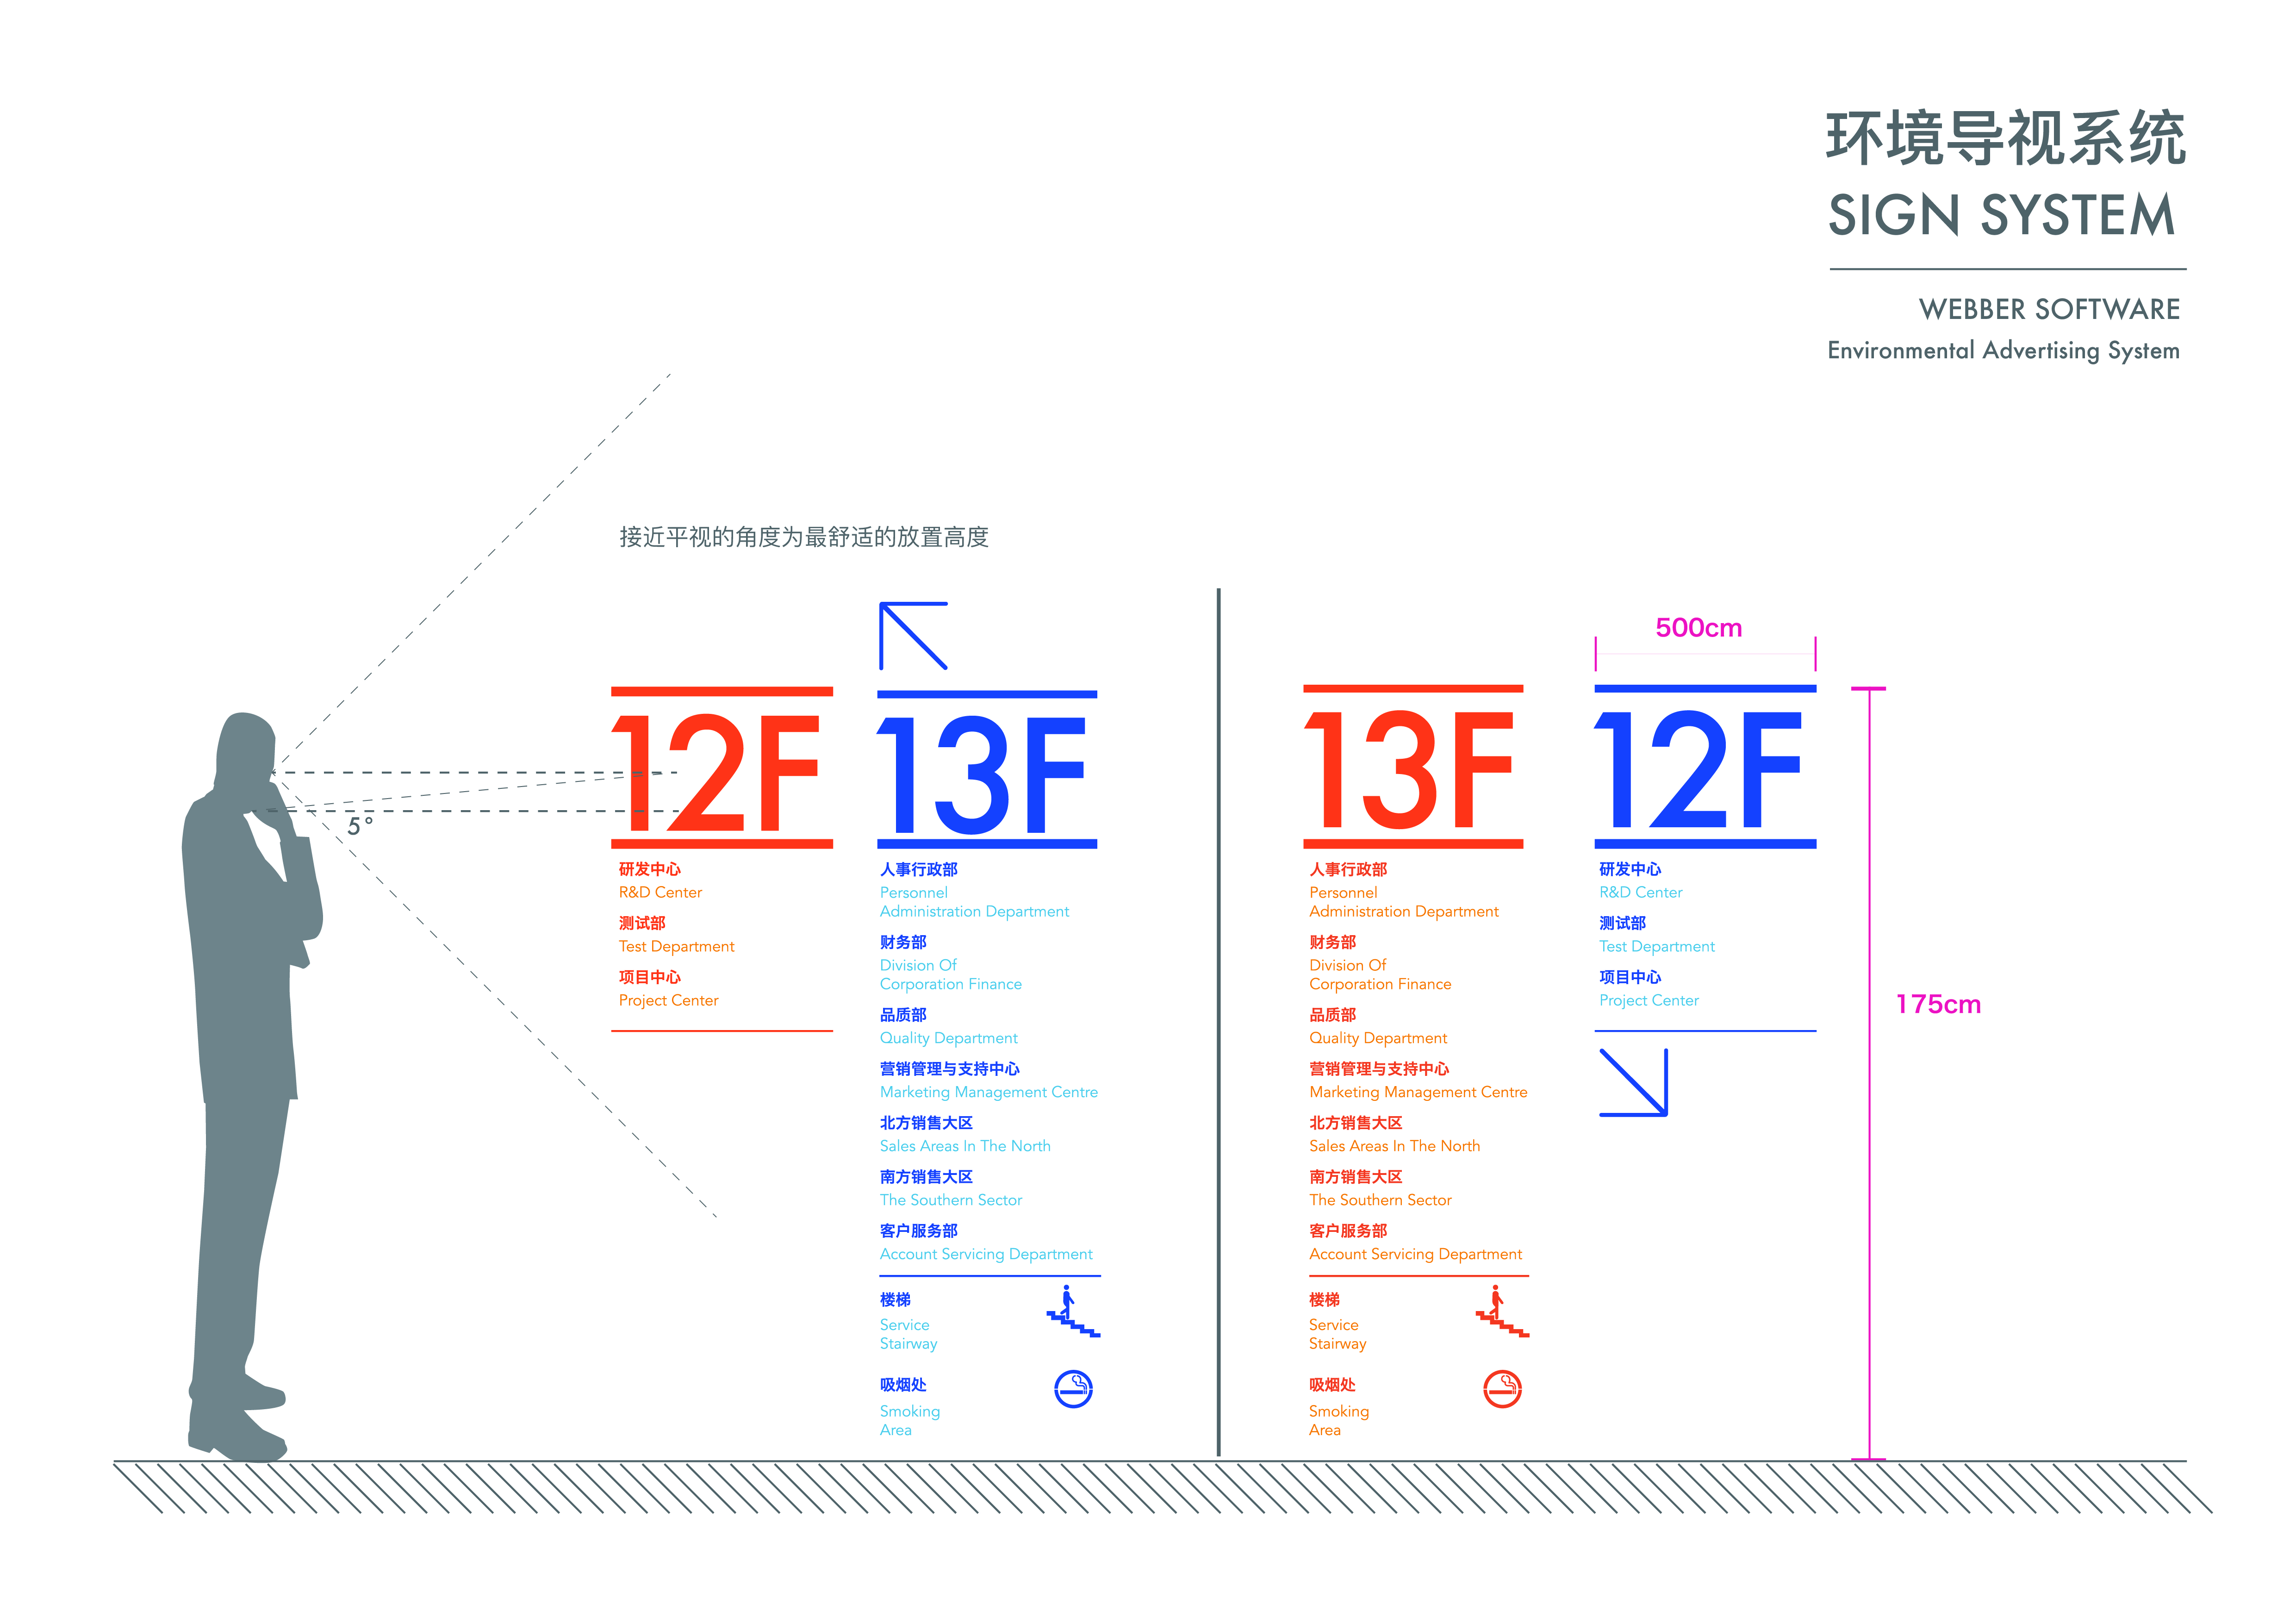 环境导视系统
SIGN SYSTEM
WEBBER SOFTWARE
Environmental Advertising System
接近平视的角度为最舒适的放置高度
5°
12F
研发中心
R&D Center
测试部
Test Department
项目中心
Project Center
13F
人事行政部
Personnel
Administration Department
财务部
Division Of
Corporation Finance
品质部
Quality Department
营销管理与支持中心
Marketing Management Centre
北方销售大区
Sales Areas In The North
南方销售大区
The Southern Sector
客户服务部
Account Servicing Department
楼梯
Service
Stairway
吸烟处
Smoking
Area
13F
人事行政部
Personnel
Administration Department
财务部
Division Of
Corporation Finance
品质部
Quality Department
营销管理与支持中心
Marketing Management Centre
北方销售大区
Sales Areas In The North
南方销售大区
The Southern Sector
客户服务部
Account Servicing Department
楼梯
Service
Stairway
吸烟处
Smoking
Area
500cm
12F
研发中心
R&D Center
测试部
Test Department
项目中心
Project Center
175cm